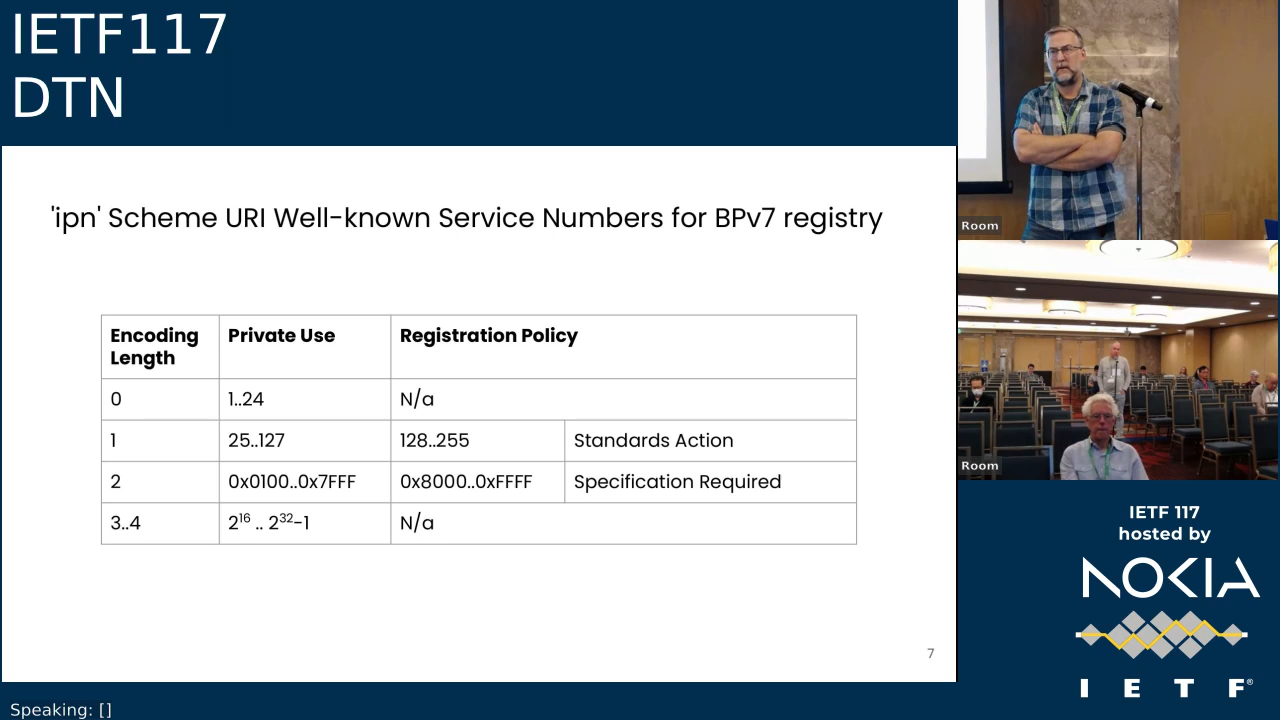 IETF117
DTN
'ipn' Scheme URI Well-known Service Numbers for BPv7 registry
Encoding Length Private Use Registration Policy
0 1..24 N/a
1 25..127 128..255 Standards Action
2 0x0100..0x7FFF 0x8000..0xFFFF Specification Required
3..4 2¹⁶ .. 2³²-1 N/a
7
Room
Room
IETF 117
hosted by
NOKIA
I E T F®
Speaking: []